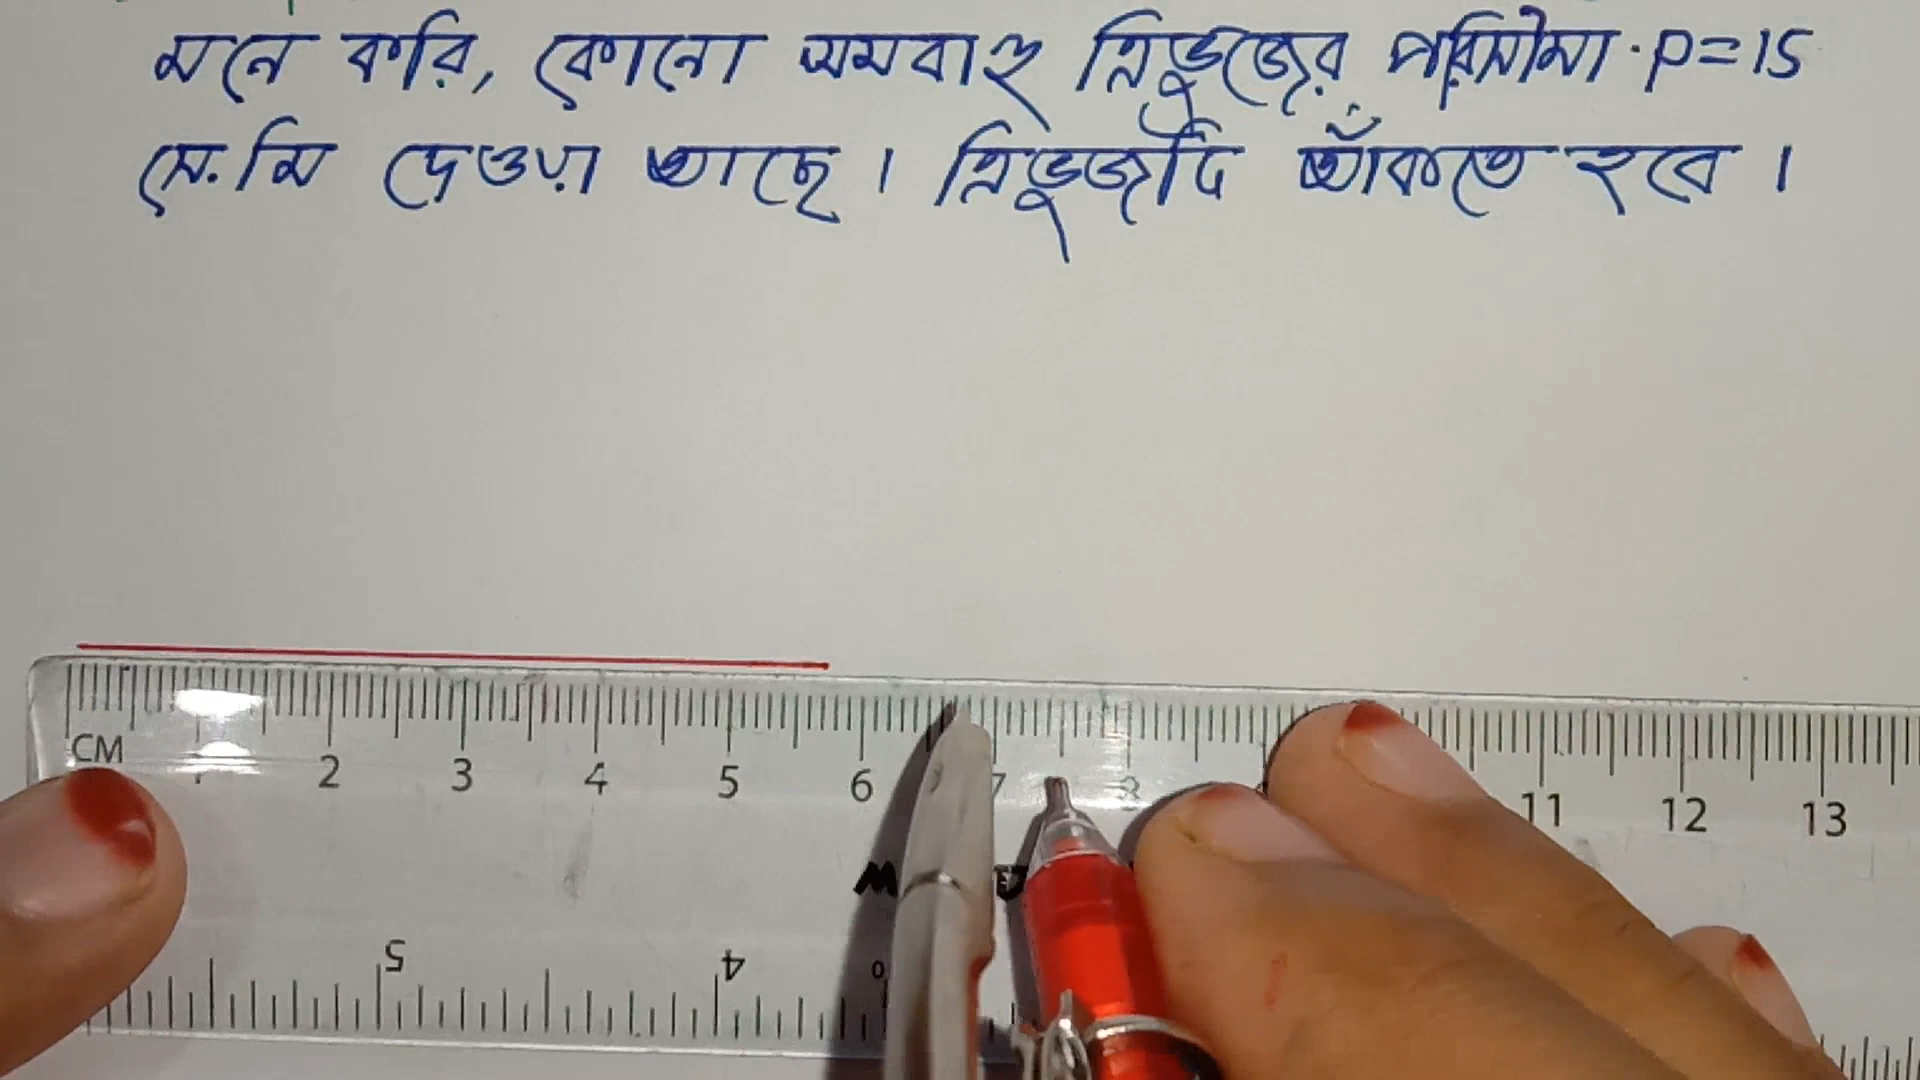 মনে করি, কোনো সমবাহু ত্রিভুজের পরিসীমা . P=15
সে.মি দেওয়া আছে । ত্রিভুজটি আঁকতে হবে ।
CM 2 3 4 5 6 7 8 11 12 13
5 4